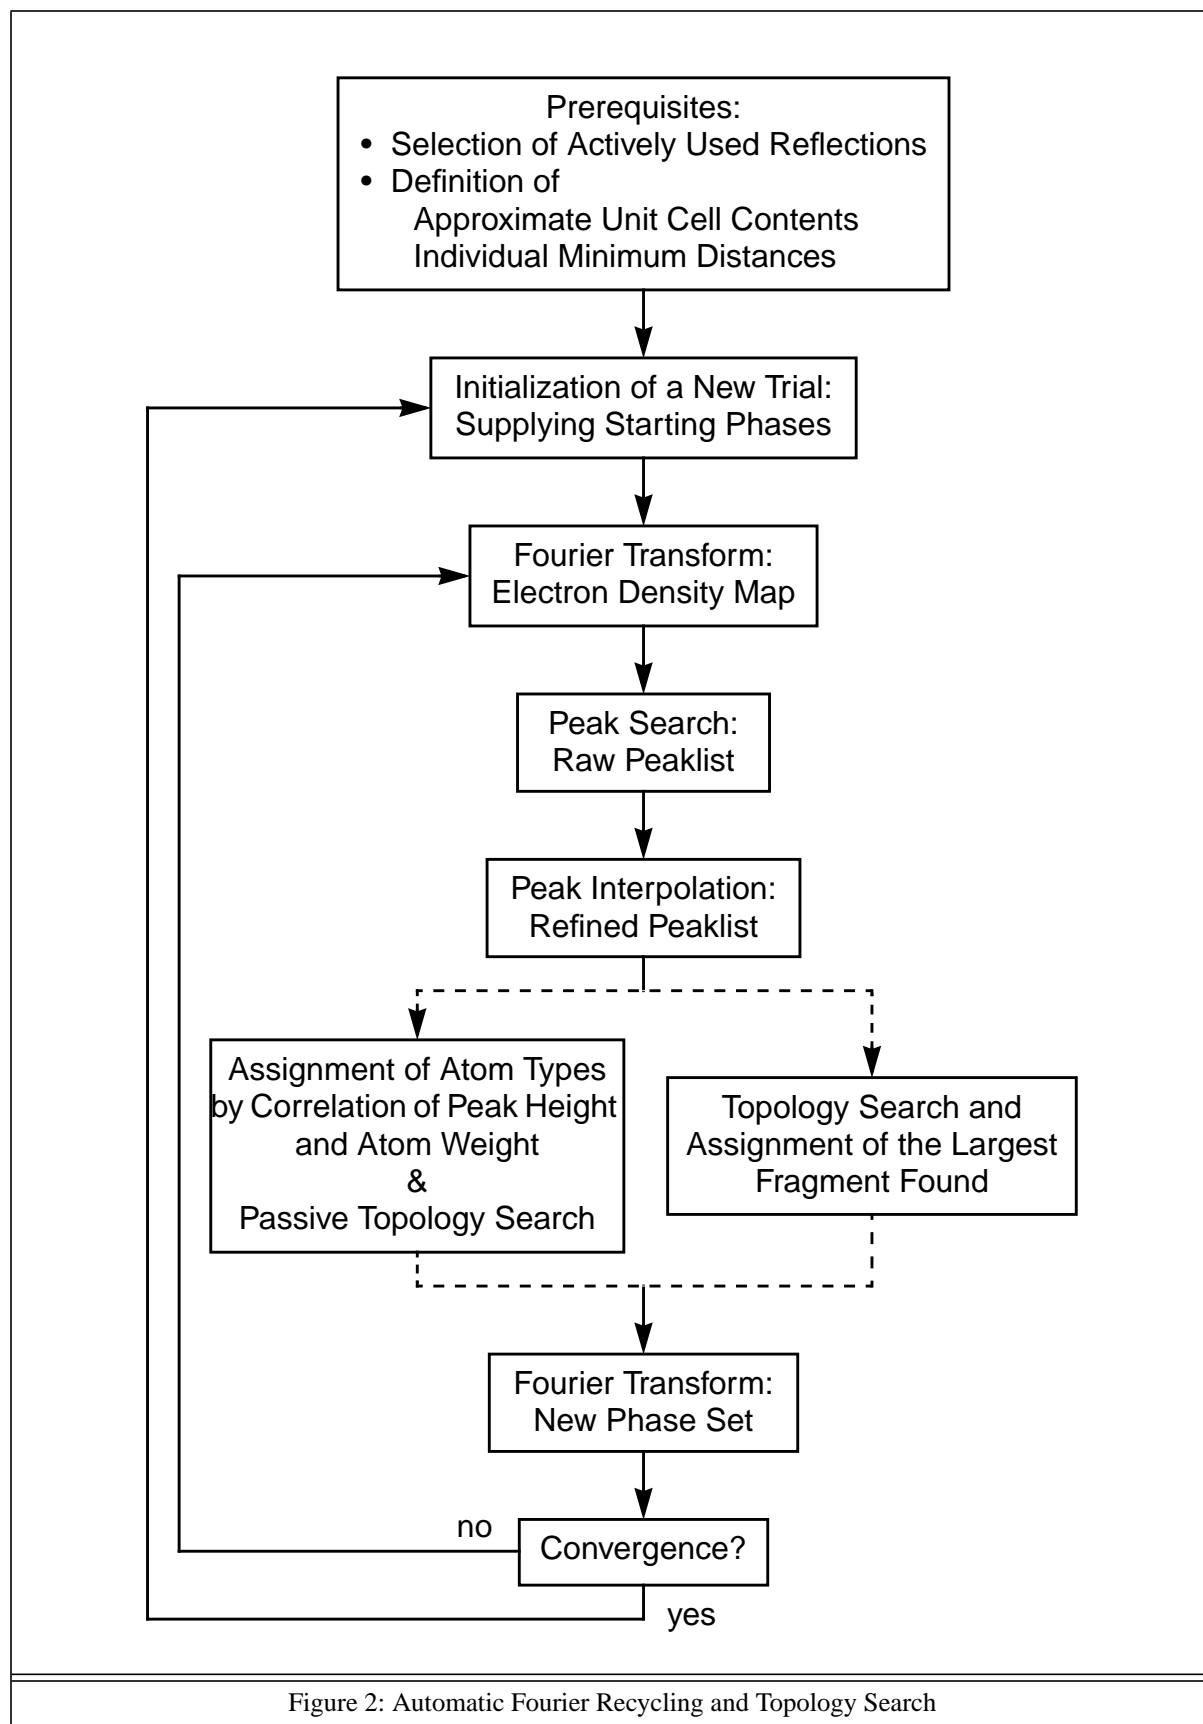 Prerequisites:
• Selection of Actively Used Reflections
• Definition of
Approximate Unit Cell Contents
Individual Minimum Distances
Initialization of a New Trial:
Supplying Starting Phases
Fourier Transform:
Electron Density Map
Peak Search:
Raw Peaklist
Peak Interpolation:
Refined Peaklist
Assignment of Atom Types
by Correlation of Peak Height
and Atom Weight
&
Passive Topology Search
Topology Search and
Assignment of the Largest
Fragment Found
Fourier Transform:
New Phase Set
no
Convergence?
yes
Figure 2: Automatic Fourier Recycling and Topology Search